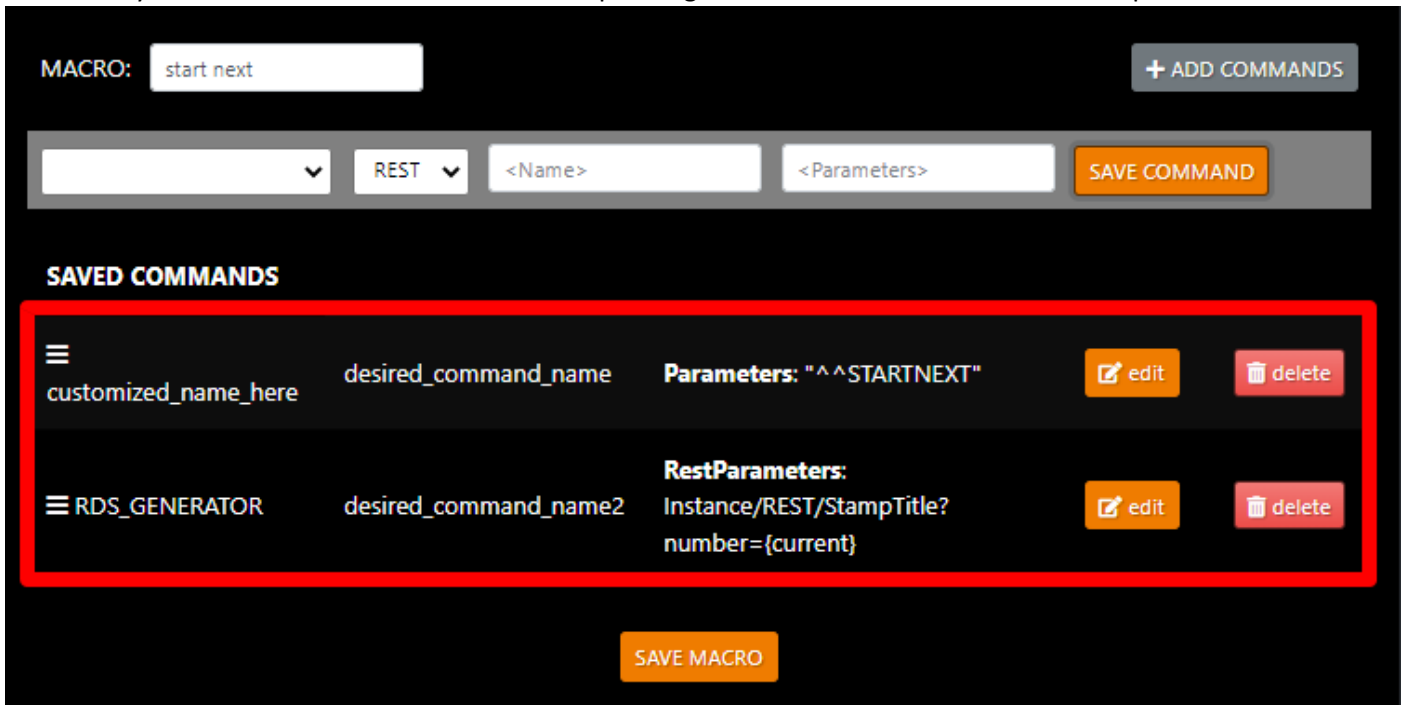 MACRO: start next + ADD COMMANDS
REST <Name> <Parameters> SAVE COMMAND
SAVED COMMANDS
customized_name_here desired_command_name Parameters: "^^STARTNEXT" edit delete
RDS_GENERATOR desired_command_name2 RestParameters:
Instance/REST/StampTitle?
number={current} edit delete
SAVE MACRO